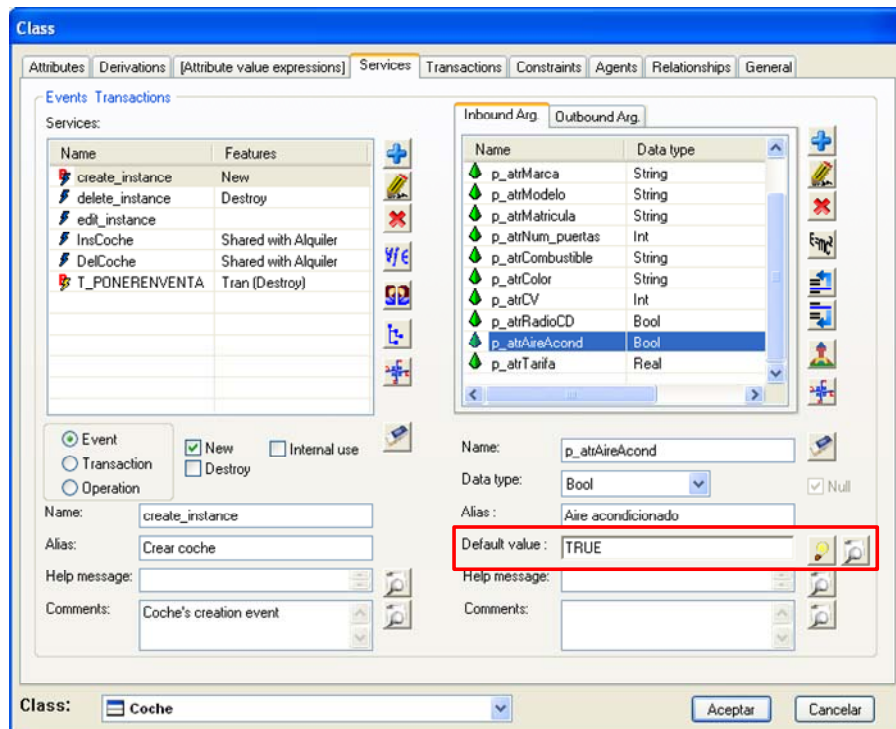 Class
Attributes Derivations [Attribute value expressions] Services Transactions Constraints Agents Relationships General
Events Transactions
Services:
Name Features
create_instance New
delete_instance Destroy
edit_instance
InsCoche Shared with Alquiler
DelCoche Shared with Alquiler
T_PONERENVENTA Tran (Destroy)
Event
Transaction
Operation
New
Destroy
Internal use
Name: create_instance
Alias: Crear coche
Help message:
Comments: Coche's creation event
Inbound Arg. Outbound Arg.
Name Data type
p_atrMarca String
p_atrModelo String
p_atrMatricula String
p_atrNum_puertas Int
p_atrCombustible String
p_atrColor String
p_atrCV Int
p_atrRadioCD Bool
p_atrAireAcond Bool
p_atrTarifa Real
Name: p_atrAireAcond
Data type: Bool
Null
Alias : Aire acondicionado
Default value : TRUE
Help message:
Comments:
Class: Coche
Aceptar Cancelar